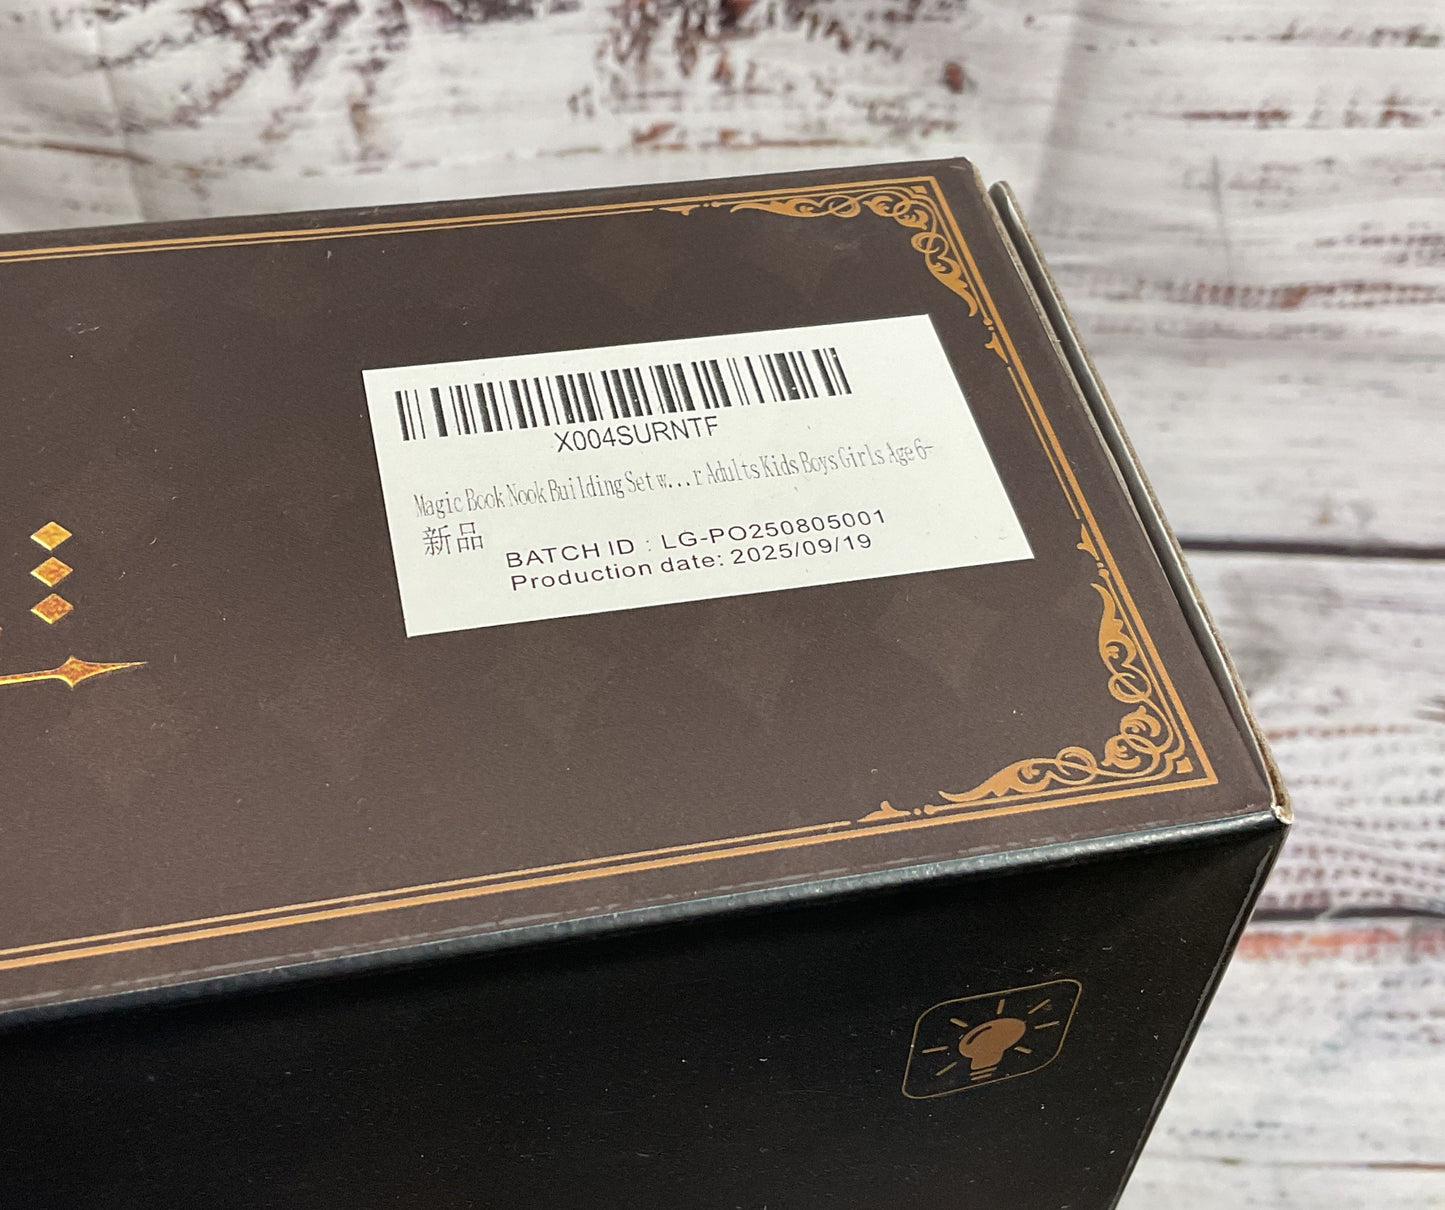 X004SURNTF
Magic Book Nook Building Set w...r Adults Kids Boys Girls Age 6-
新品
BATCH ID : LG-PO250805001
Production date: 2025/09/19